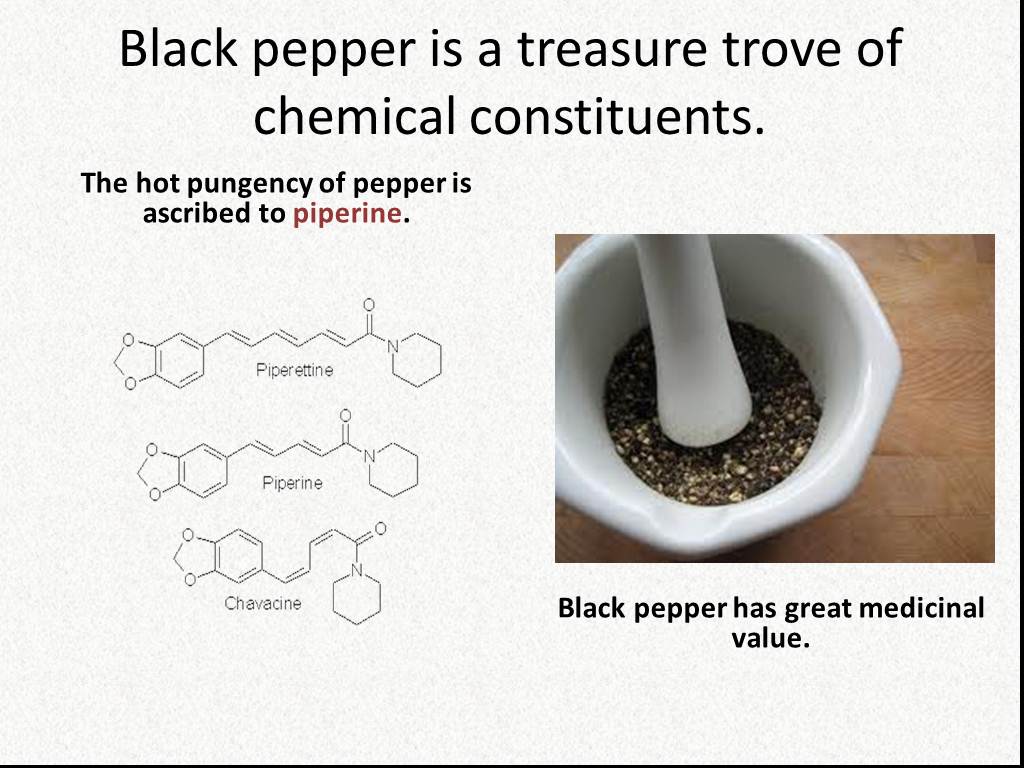 Black pepper is a treasure trove of
chemical constituents.
The hot pungency of pepper is
ascribed to piperine.
O
O
N
O
Piperettine
O
O
N
O
Piperine
O
O
O
N
Chavacine
Black pepper has great medicinal
value.